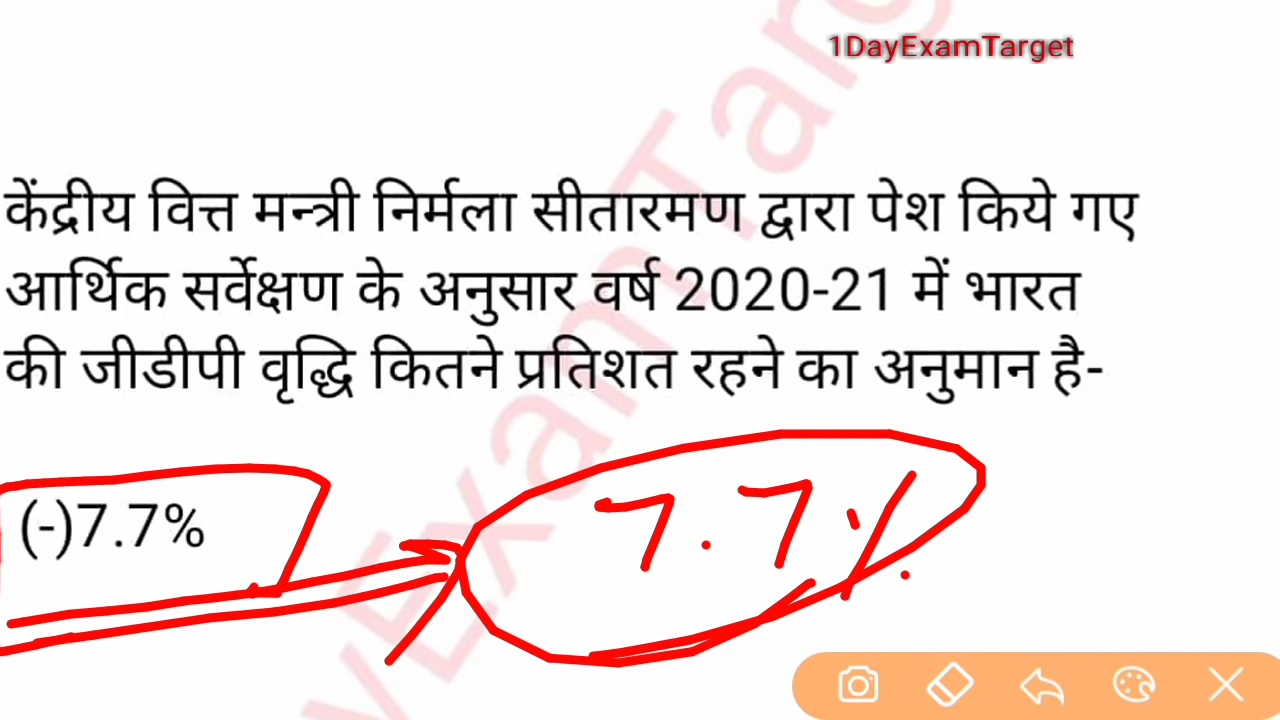 1DayExamTarget
केंद्रीय वित्त मन्त्री निर्मला सीतारमण द्वारा पेश किये गए
आर्थिक सर्वेक्षण के अनुसार वर्ष 2020-21 में भारत
की जीडीपी वृद्धि कितने प्रतिशत रहने का अनुमान है-
(-)7.7%
7.7%
yExamTarg